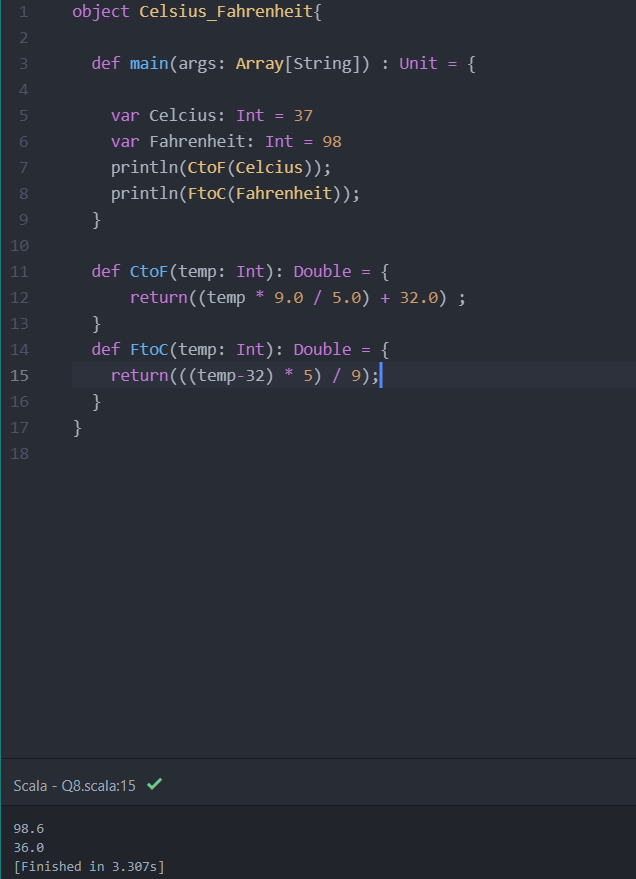 1 object Celsius_Fahrenheit{
2
3 def main(args: Array[String]) : Unit = {
4
5 var Celcius: Int = 37
6 var Fahrenheit: Int = 98
7 println(CtoF(Celcius));
8 println(FtoC(Fahrenheit));
9 }
10
11 def CtoF(temp: Int): Double = {
12 return((temp * 9.0 / 5.0) + 32.0) ;
13 }
14 def FtoC(temp: Int): Double = {
15 return(((temp-32) * 5) / 9);
16 }
17 }
18
Scala - Q8.scala:15
98.6
36.0
[Finished in 3.307s]